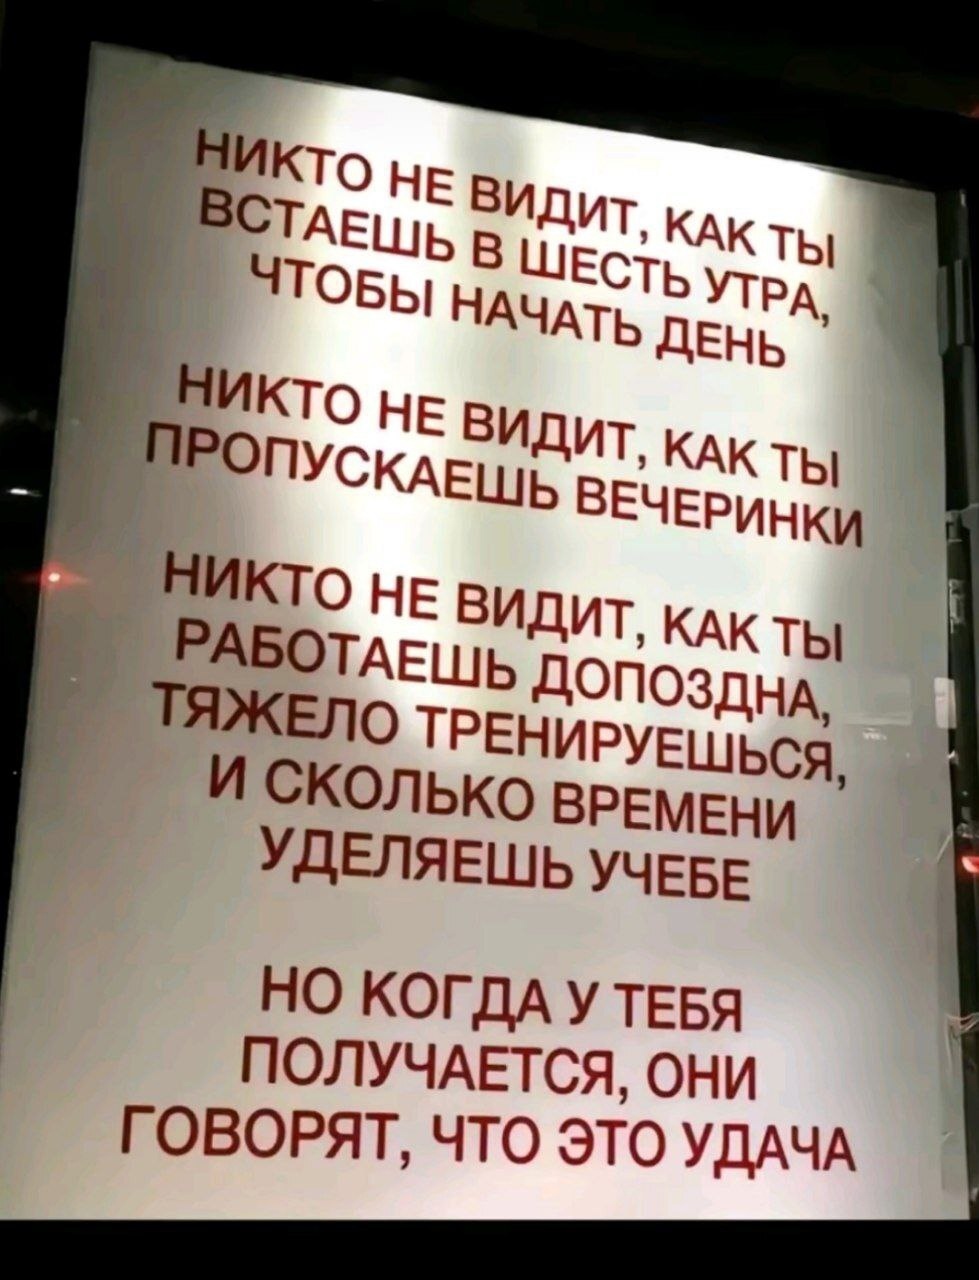 НИКТО НЕ ВИДИТ, КАК ТЫ
ВСТАЕШЬ В ШЕСТЬ УТРА,
ЧТОБЫ НАЧАТЬ ДЕНЬ
НИКТО НЕ ВИДИТ, КАК ТЫ
ПРОПУСКАЕШЬ ВЕЧЕРИНКИ
НИКТО НЕ ВИДИТ, КАК ТЫ
РАБОТАЕШЬ ДОПОЗДНА,
ТЯЖЕЛО ТРЕНИРУЕШЬСЯ,
И СКОЛЬКО ВРЕМЕНИ
УДЕЛЯЕШЬ УЧЕБЕ
НО КОГДА У ТЕБЯ
ПОЛУЧАЕТСЯ, ОНИ
ГОВОРЯТ, ЧТО ЭТО УДАЧА